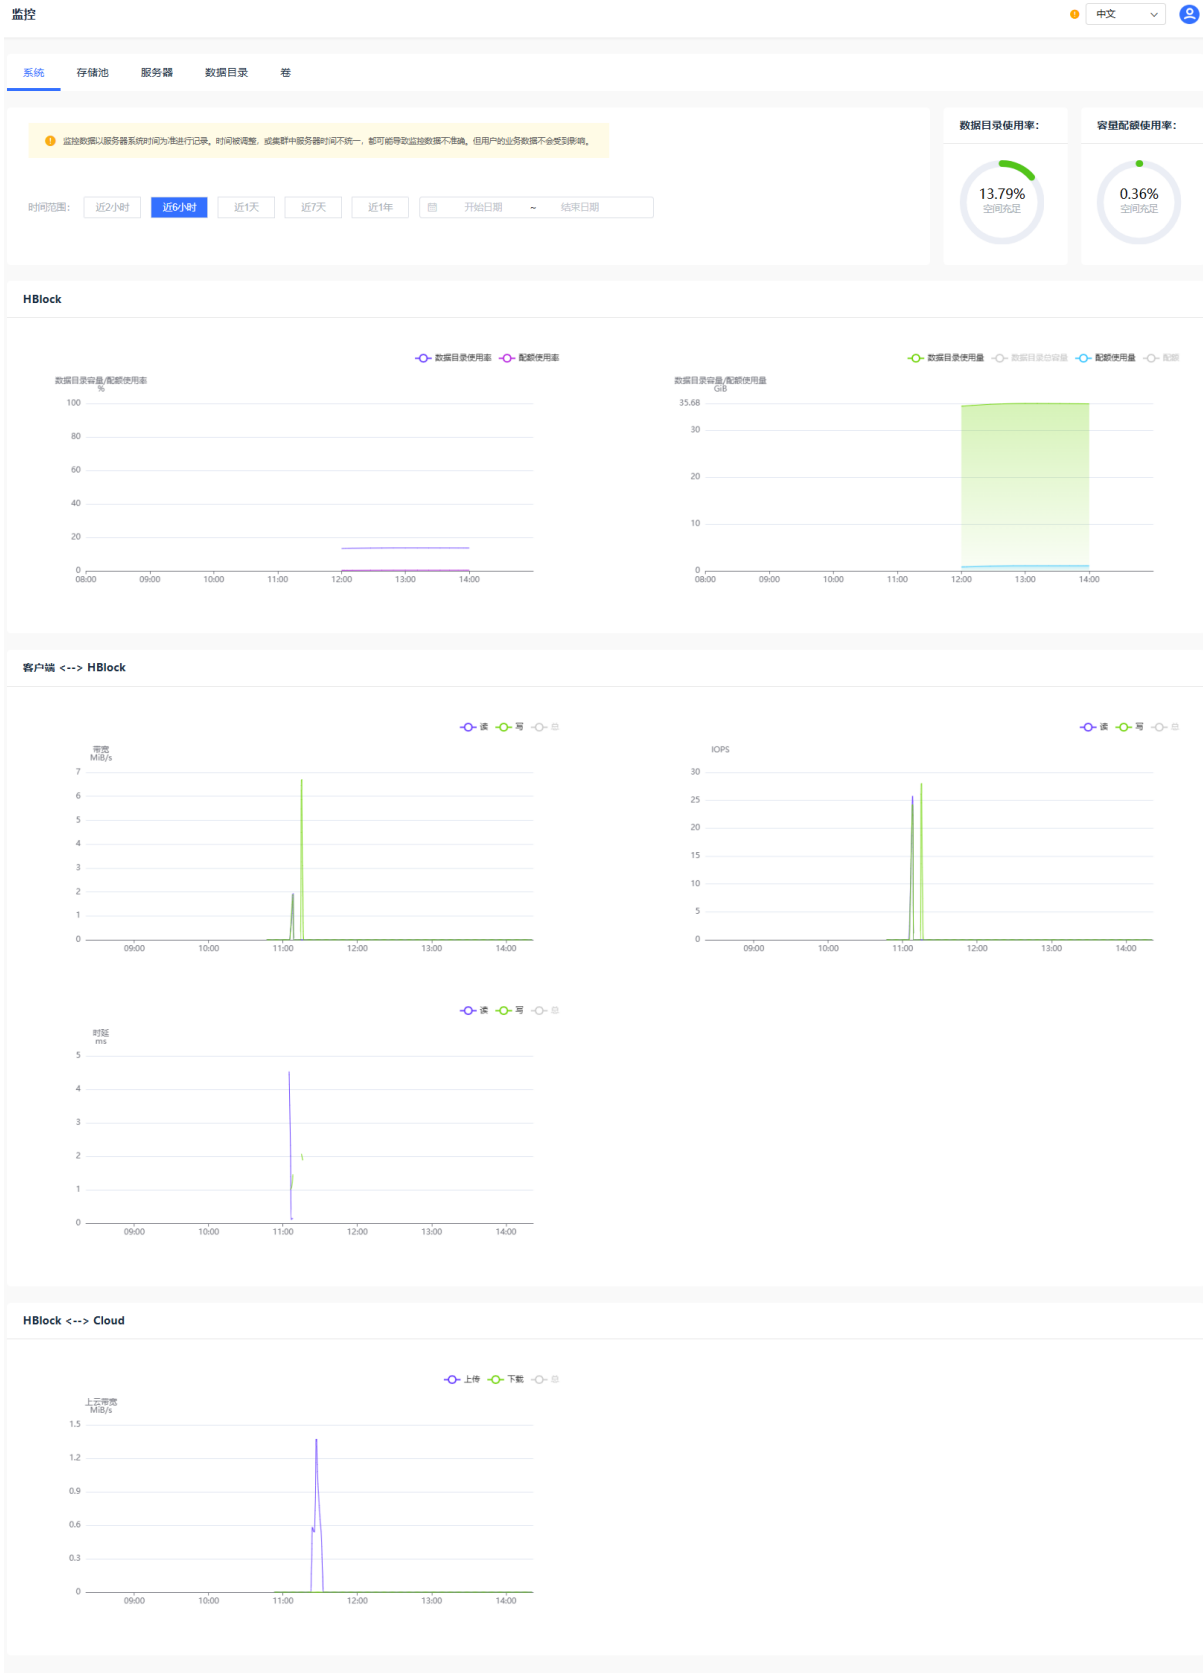 监控
中文
系统 存储池 服务器 数据目录 卷
监控数据以服务器系统时间为准进行记录。时间被调整，或集群中服务器时间不统一，都可能导致监控数据不准确。但用户的业务数据不会受到影响。
时间范围： 近2小时 近6小时 近1天 近7天 近1年 开始日期 ~ 结束日期
数据目录使用率：
13.79%
空间充足
容量配额使用率：
0.36%
空间充足
HBlock
数据目录使用率 配额使用率
数据目录容量/配额使用率
%
100
80
60
40
20
0
08:00 09:00 10:00 11:00 12:00 13:00 14:00
数据目录使用量 数据目录总容量 配额使用量 配额
数据目录容量/配额使用量
GiB
35.68
30
20
10
0
08:00 09:00 10:00 11:00 12:00 13:00 14:00
客户端 <--> HBlock
读 写 总
带宽
MiB/s
7
6
5
4
3
2
1
0
09:00 10:00 11:00 12:00 13:00 14:00
读 写 总
IOPS
30
25
20
15
10
5
0
09:00 10:00 11:00 12:00 13:00 14:00
读 写 总
时延
ms
5
4
3
2
1
0
09:00 10:00 11:00 12:00 13:00 14:00
HBlock <--> Cloud
上传 下载 总
上云带宽
MiB/s
1.5
1.2
0.9
0.6
0.3
0
09:00 10:00 11:00 12:00 13:00 14:00